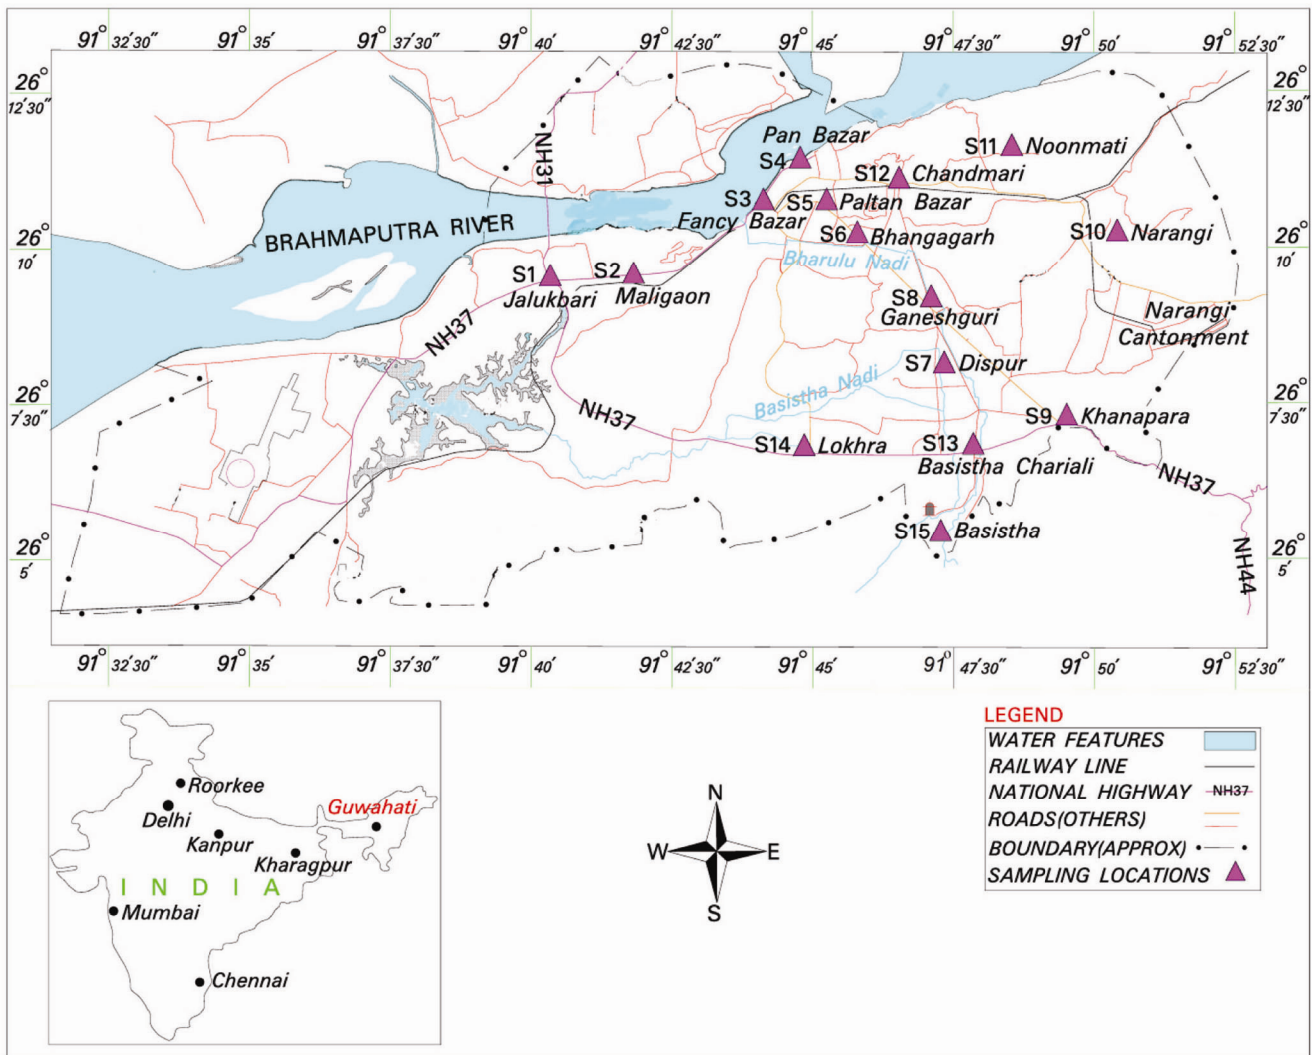 91° 32′30″ 91° 35′ 91° 37′30″ 91° 40′ 91° 42′30″ 91° 45′ 91° 47′30″ 91° 50′ 91° 52′30″
26° 12′30″
26° 12′30″
Pan Bazar
S4
S11 Noonmati
NH31
S12 Chandmari
S3
Fancy Bazar
S5 Paltan Bazar
BRAHMAPUTRA RIVER
S6 Bhangagarh
S10 Narangi
26° 10′
26° 10′
Bharulu Nadi
S1
Jalukbari
S2
Maligaon
S8
Ganeshguri
Narangi
Cantonment
NH37
S7 Dispur
Basistha Nadi
26° 7′30″
26° 7′30″
NH37
S9 Khanapara
S14 Lokhra
S13
Basistha Chariali
NH37
S15 Basistha
26° 5′
26° 5′
NH44
91° 32′30″ 91° 35′ 91° 37′30″ 91° 40′ 91° 42′30″ 91° 45′ 91° 47′30″ 91° 50′ 91° 52′30″
Roorkee
Delhi
Guwahati
Kanpur
Kharagpur
INDIA
Mumbai
Chennai
N
W E
S
LEGEND
WATER FEATURES
RAILWAY LINE
NATIONAL HIGHWAY NH37
ROADS(OTHERS)
BOUNDARY(APPROX)
SAMPLING LOCATIONS